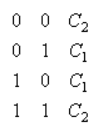 0 0 C₂
0 1 C₁
1 0 C₁
1 1 C₂